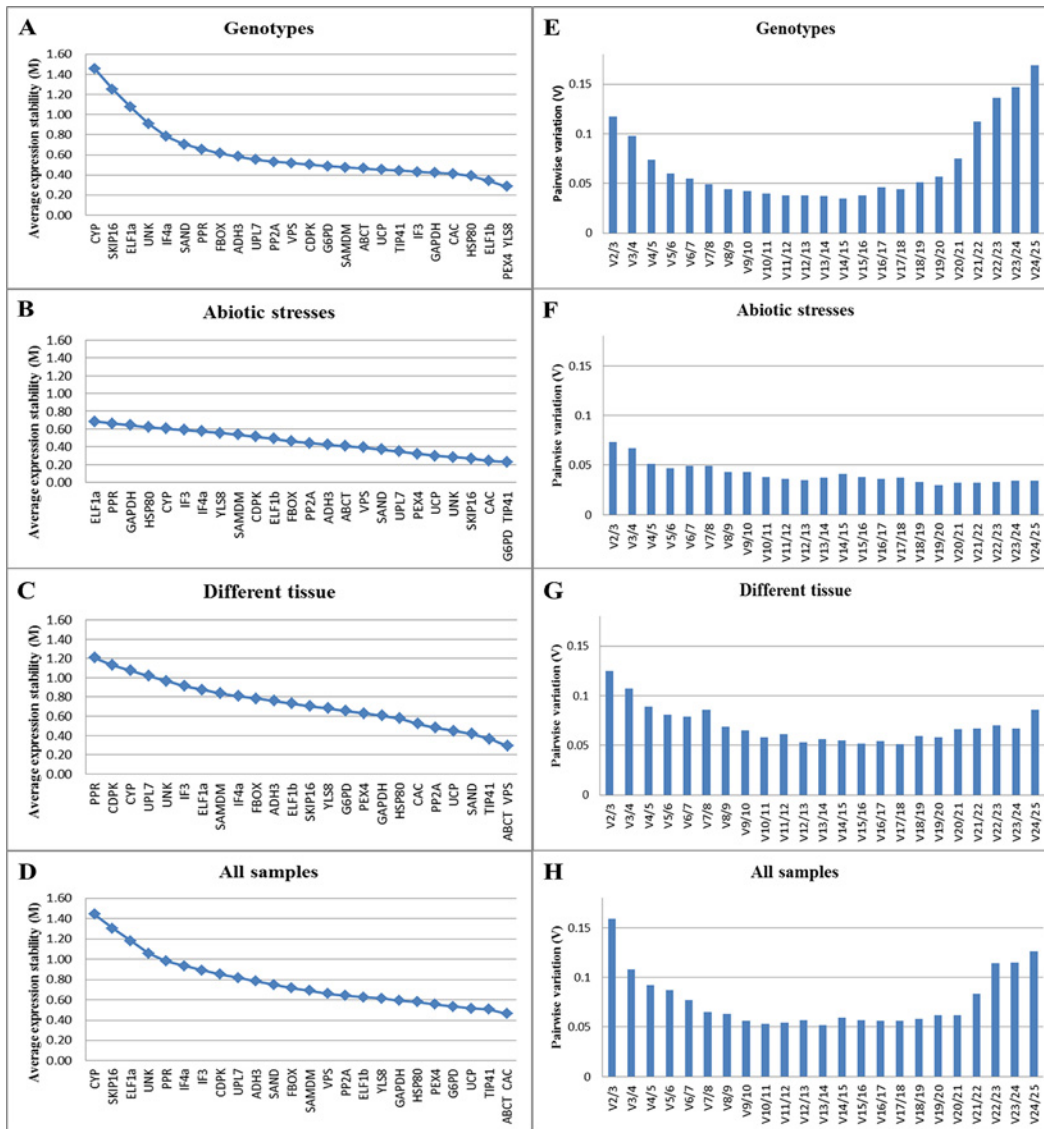 A
Genotypes
Average expression stability (M)
1.60
1.40
1.20
1.00
0.80
0.60
0.40
0.20
0.00
CYP
SKIP16
ELF1a
UNK
IF4a
SAND
PPR
FBOX
ADH3
UPL7
PP2A
VPS
CDPK
G6PD
SAMDM
ABCT
UCP
TIP41
IF3
GAPDH
CAC
HSP80
ELF1b
PEX4 YLS8
E
Genotypes
Pairwise variation (V)
0.15
0.1
0.05
0
V2/3
V3/4
V4/5
V5/6
V6/7
V7/8
V8/9
V9/10
V10/11
V11/12
V12/13
V13/14
V14/15
V15/16
V16/17
V17/18
V18/19
V19/20
V20/21
V21/22
V22/23
V23/24
V24/25
B
Abiotic stresses
Average expression stability (M)
1.60
1.40
1.20
1.00
0.80
0.60
0.40
0.20
0.00
ELF1a
PPR
GAPDH
HSP80
CYP
IF3
IF4a
YLS8
SAMDM
CDPK
ELF1b
FBOX
PP2A
ADH3
ABCT
VPS
SAND
UPL7
PEX4
UCP
UNK
SKIP16
CAC
G6PD TIP41
F
Abiotic stresses
Pairwise variation (V)
0.15
0.1
0.05
0
V2/3
V3/4
V4/5
V5/6
V6/7
V7/8
V8/9
V9/10
V10/11
V11/12
V12/13
V13/14
V14/15
V15/16
V16/17
V17/18
V18/19
V19/20
V20/21
V21/22
V22/23
V23/24
V24/25
C
Different tissue
Average expression stability (M)
1.60
1.40
1.20
1.00
0.80
0.60
0.40
0.20
0.00
PPR
CDPK
CYP
UPL7
UNK
IF3
ELF1a
SAMDM
IF4a
FBOX
ADH3
ELF1b
SKIP16
YLS8
G6PD
PEX4
GAPDH
HSP80
CAC
PP2A
UCP
SAND
TIP41
ABCT VPS
G
Different tissue
Pairwise variation (V)
0.15
0.1
0.05
0
V2/3
V3/4
V4/5
V5/6
V6/7
V7/8
V8/9
V9/10
V10/11
V11/12
V12/13
V13/14
V14/15
V15/16
V16/17
V17/18
V18/19
V19/20
V20/21
V21/22
V22/23
V23/24
V24/25
D
All samples
Average expression stability (M)
1.60
1.40
1.20
1.00
0.80
0.60
0.40
0.20
0.00
CYP
SKIP16
ELF1a
UNK
PPR
IF4a
IF3
CDPK
UPL7
ADH3
SAND
FBOX
SAMDM
VPS
PP2A
ELF1b
YLS8
GAPDH
HSP80
PEX4
G6PD
UCP
TIP41
ABCT CAC
H
All samples
Pairwise variation (V)
0.15
0.1
0.05
0
V2/3
V3/4
V4/5
V5/6
V6/7
V7/8
V8/9
V9/10
V10/11
V11/12
V12/13
V13/14
V14/15
V15/16
V16/17
V17/18
V18/19
V19/20
V20/21
V21/22
V22/23
V23/24
V24/25